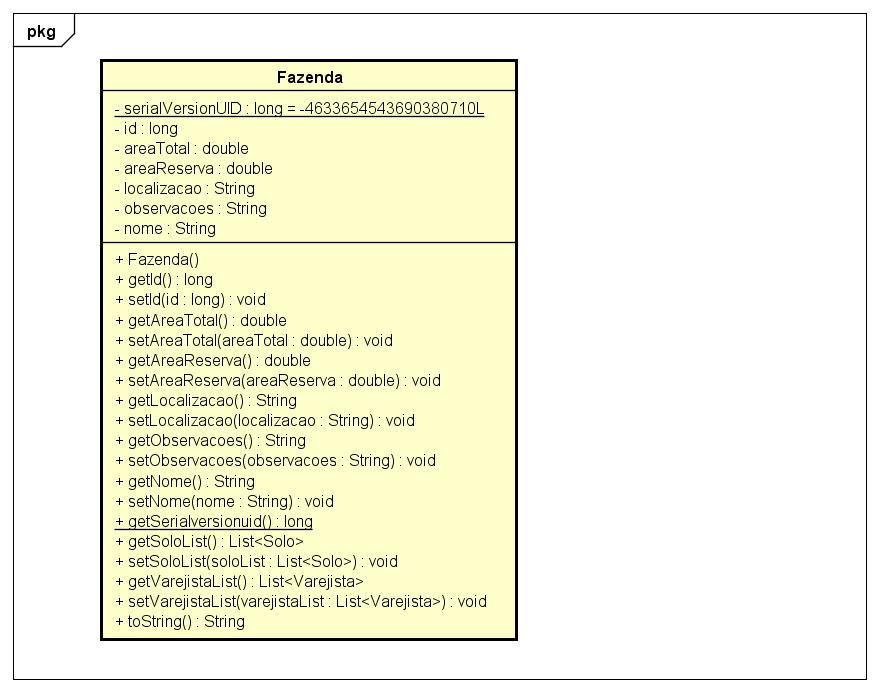 pkg
Fazenda
- serialVersionUID : long = -4633654543690380710L
- id : long
- areaTotal : double
- areaReserva : double
- localizacao : String
- observacoes : String
- nome : String
+ Fazenda()
+ getId() : long
+ setId(id : long) : void
+ getAreaTotal() : double
+ setAreaTotal(areaTotal : double) : void
+ getAreaReserva() : double
+ setAreaReserva(areaReserva : double) : void
+ getLocalizacao() : String
+ setLocalizacao(localizacao : String) : void
+ getObservacoes() : String
+ setObservacoes(observacoes : String) : void
+ getNome() : String
+ setNome(nome : String) : void
+ getSerialversionuid() : long
+ getSoloList() : List<Solo>
+ setSoloList(soloList : List<Solo>) : void
+ getVarejistaList() : List<Varejista>
+ setVarejistaList(varejistaList : List<Varejista>) : void
+ toString() : String